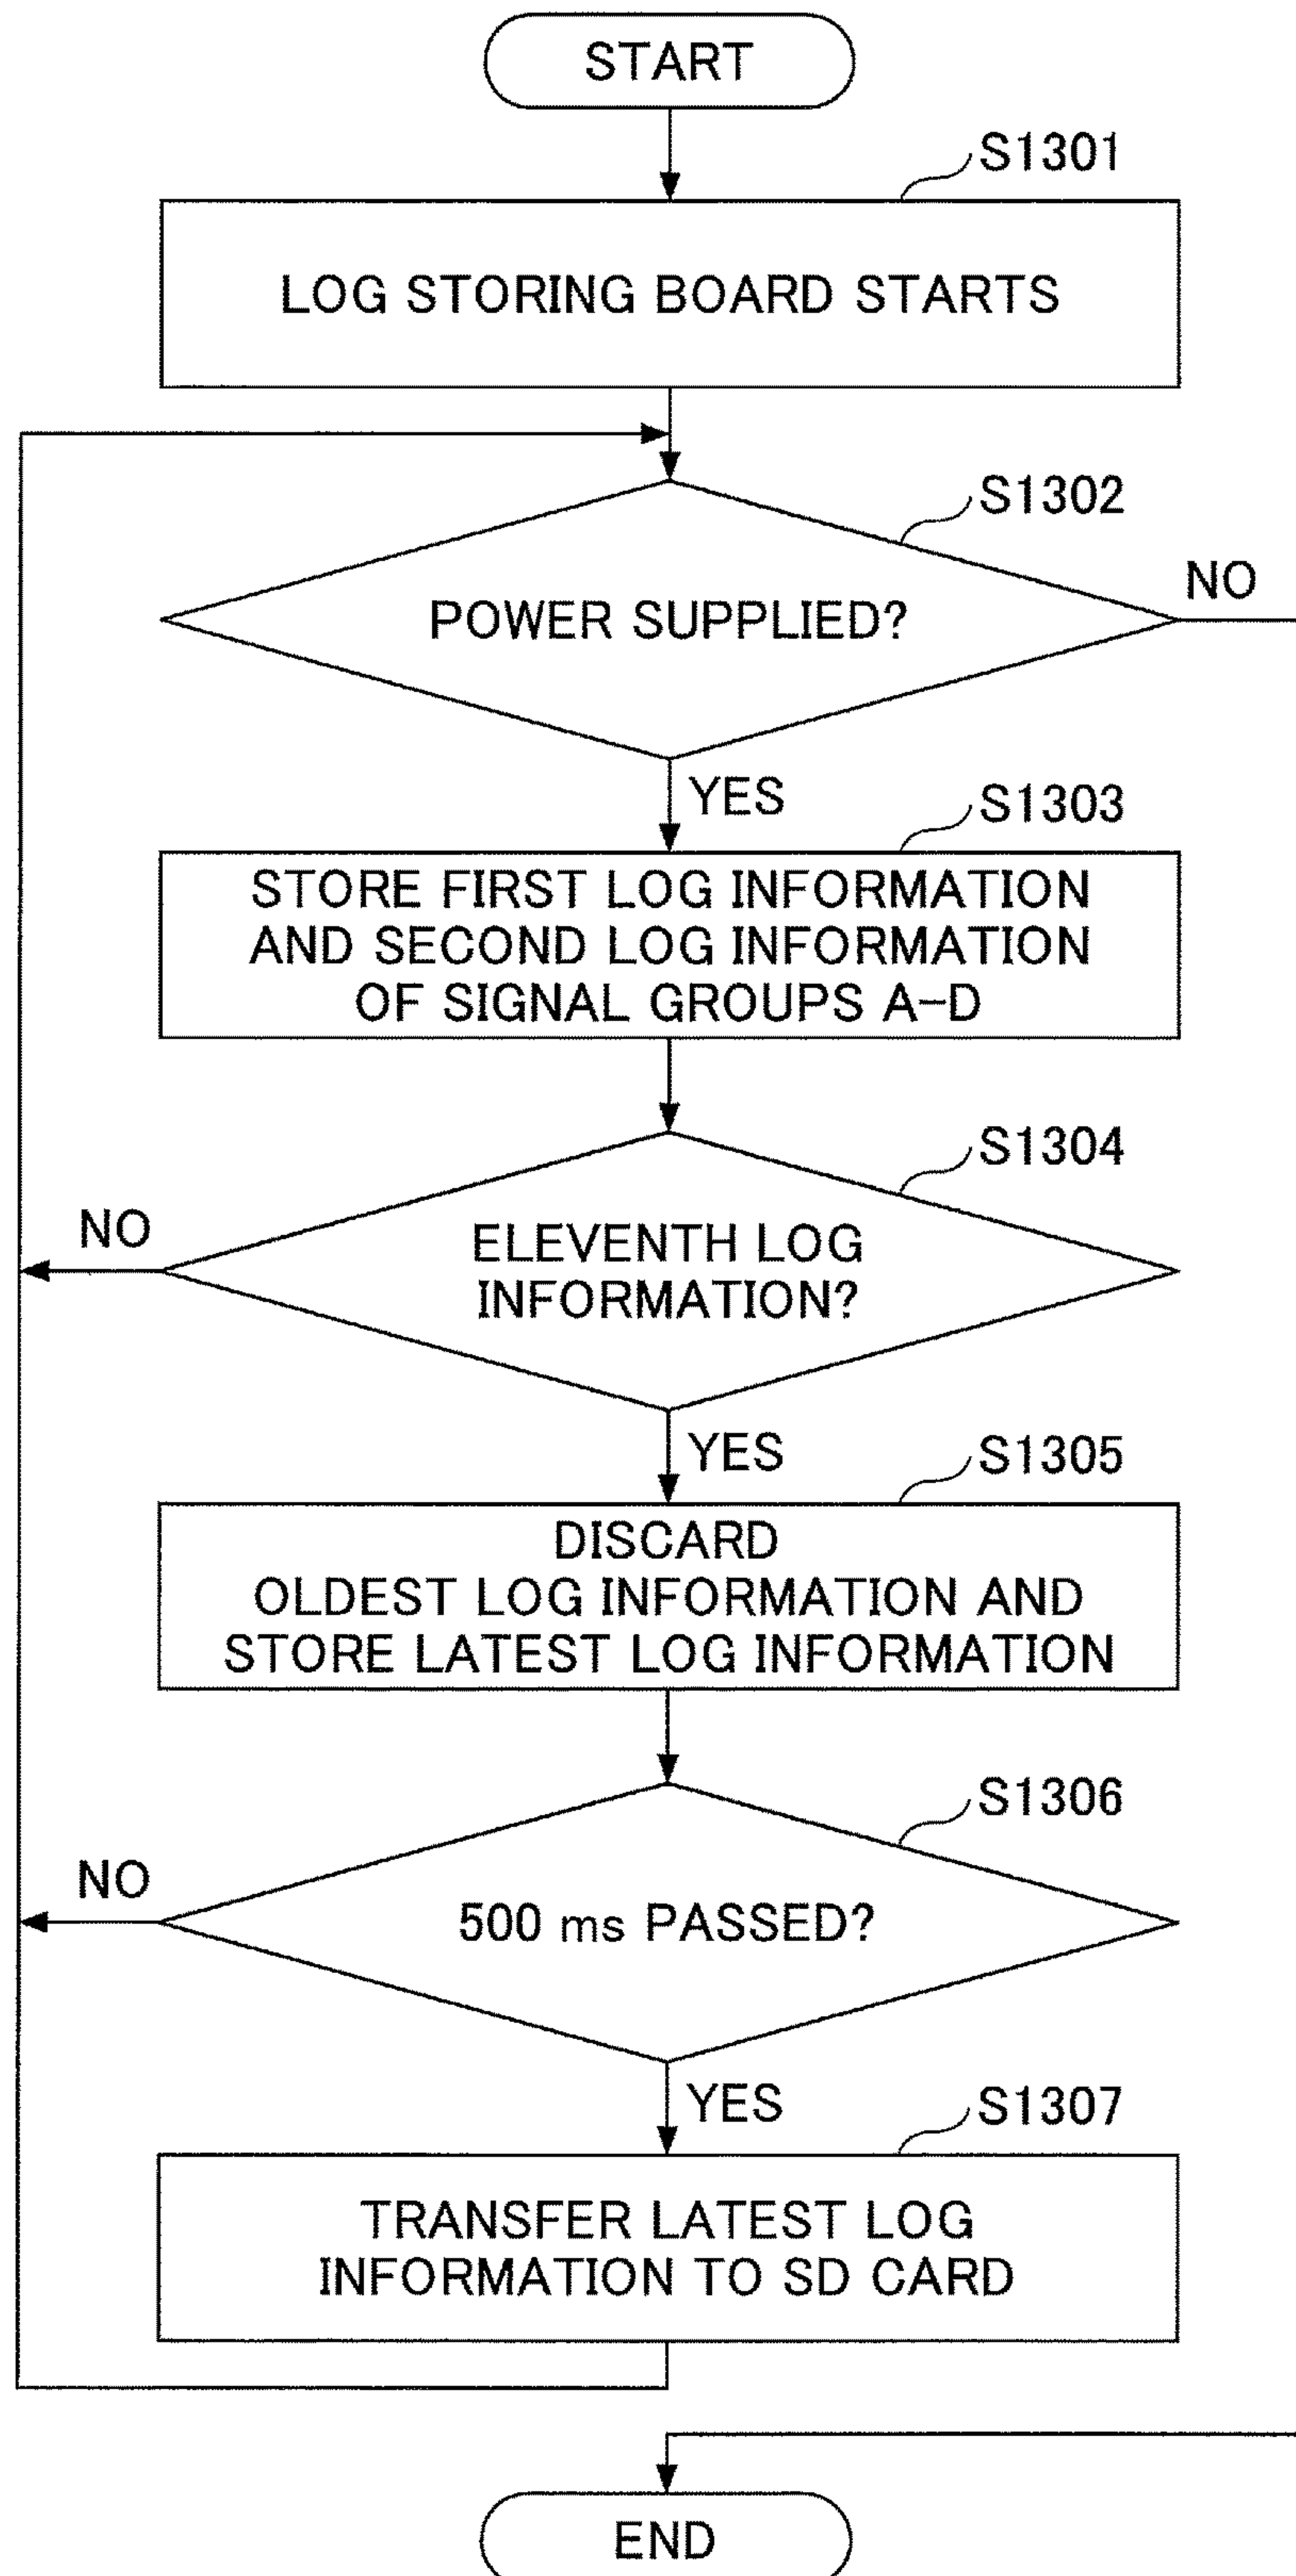 START
S1301
LOG STORING BOARD STARTS
S1302
POWER SUPPLIED?
NO
YES
S1303
STORE FIRST LOG INFORMATION
AND SECOND LOG INFORMATION
OF SIGNAL GROUPS A-D
S1304
ELEVENTH LOG
INFORMATION?
NO
YES
S1305
DISCARD
OLDEST LOG INFORMATION AND
STORE LATEST LOG INFORMATION
S1306
500 ms PASSED?
NO
YES
S1307
TRANSFER LATEST LOG
INFORMATION TO SD CARD
END